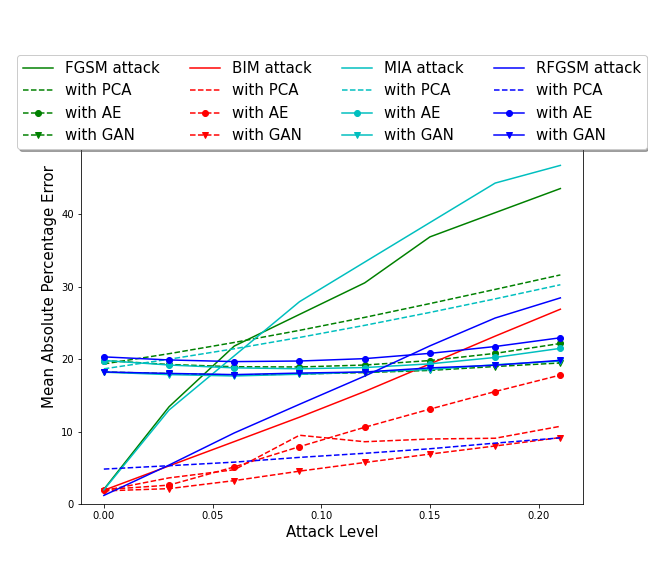 FGSM attack BIM attack MIA attack RFGSM attack
with PCA with PCA with PCA with PCA
with AE with AE with AE with AE
with GAN with GAN with GAN with GAN
Mean Absolute Percentage Error
40
30
20
10
0
0.00 0.05 0.10 0.15 0.20
Attack Level